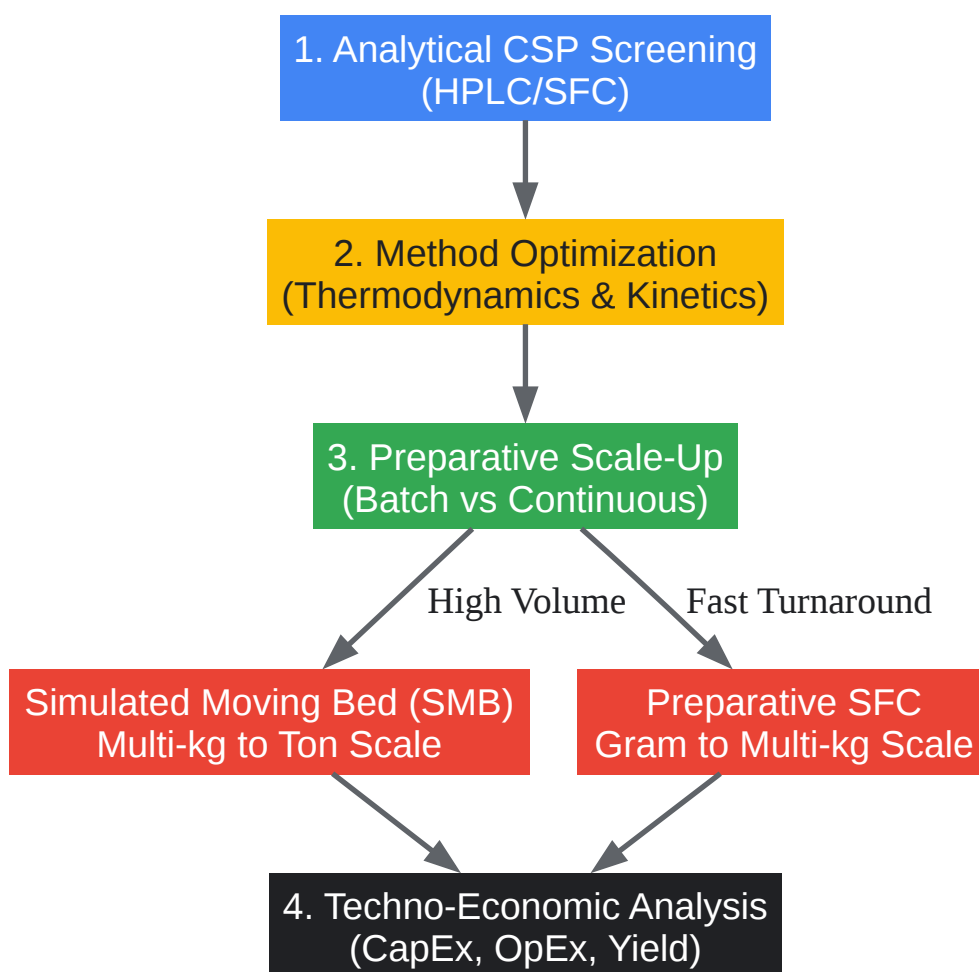 1. Analytical CSP Screening
(HPLC/SFC)
2. Method Optimization
(Thermodynamics & Kinetics)
3. Preparative Scale-Up
(Batch vs Continuous)
High Volume
Fast Turnaround
Simulated Moving Bed (SMB)
Multi-kg to Ton Scale
Preparative SFC
Gram to Multi-kg Scale
4. Techno-Economic Analysis
(CapEx, OpEx, Yield)